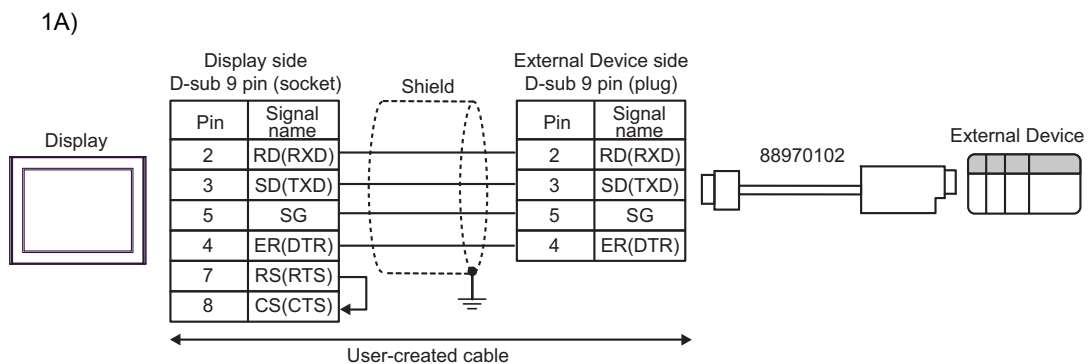 1A)
Display side
D-sub 9 pin (socket)
Shield
External Device side
D-sub 9 pin (plug)
Display
Pin Signal name
2 RD(RXD)
3 SD(TXD)
5 SG
4 ER(DTR)
7 RS(RTS)
8 CS(CTS)
Pin Signal name
2 RD(RXD)
3 SD(TXD)
5 SG
4 ER(DTR)
88970102
External Device
User-created cable